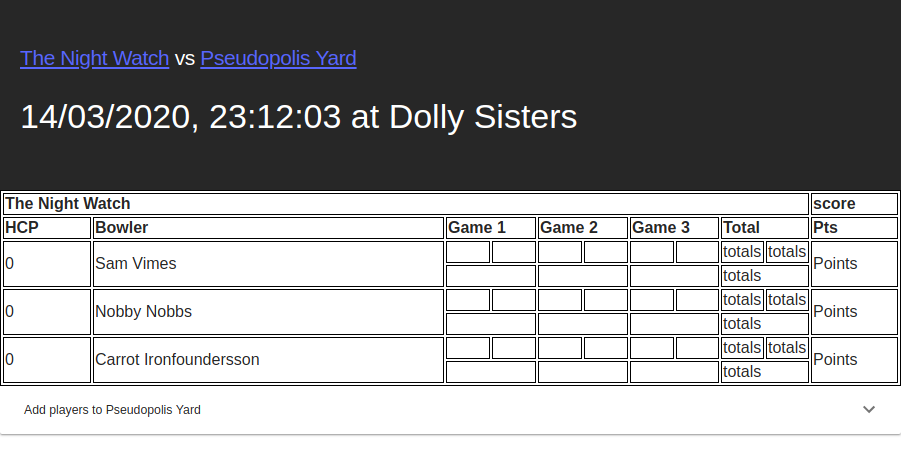 The Night Watch vs Pseudopolis Yard
14/03/2020, 23:12:03 at Dolly Sisters
The Night Watch score
HCP Bowler Game 1 Game 2 Game 3 Total Pts
totals totals
0 Sam Vimes Points
totals
totals totals
0 Nobby Nobbs Points
totals
totals totals
0 Carrot Ironfoundersson Points
totals
Add players to Pseudopolis Yard